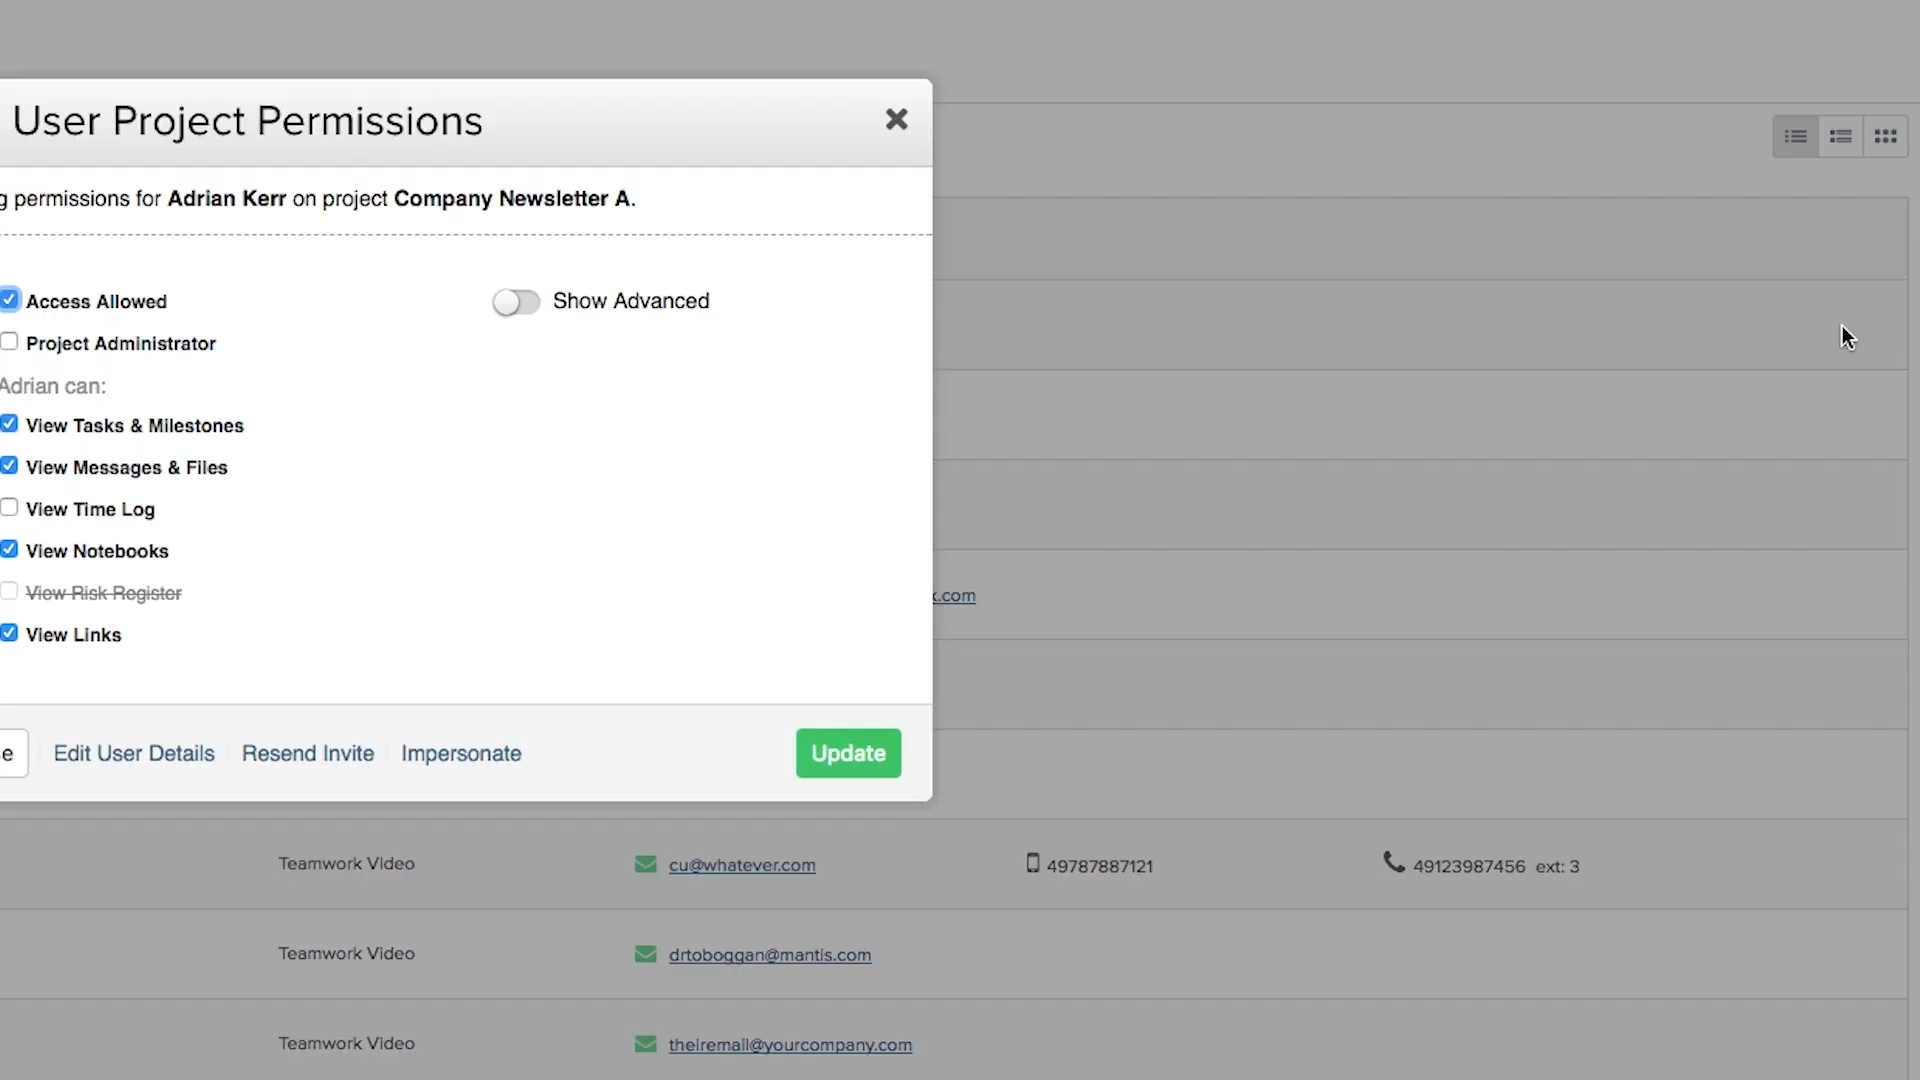 User Project Permissions
g permissions for Adrian Kerr on project Company Newsletter A.
Access Allowed
Show Advanced
Project Administrator
Adrian can:
View Tasks & Milestones
View Messages & Files
View Time Log
View Notebooks
View Risk Register
View Links
k.com
e
Edit User Details
Resend Invite
Impersonate
Update
Teamwork Video
cu@whatever.com
49787887121
49123987456 ext: 3
Teamwork Video
drtoboggan@mantis.com
Teamwork Video
theiremail@yourcompany.com